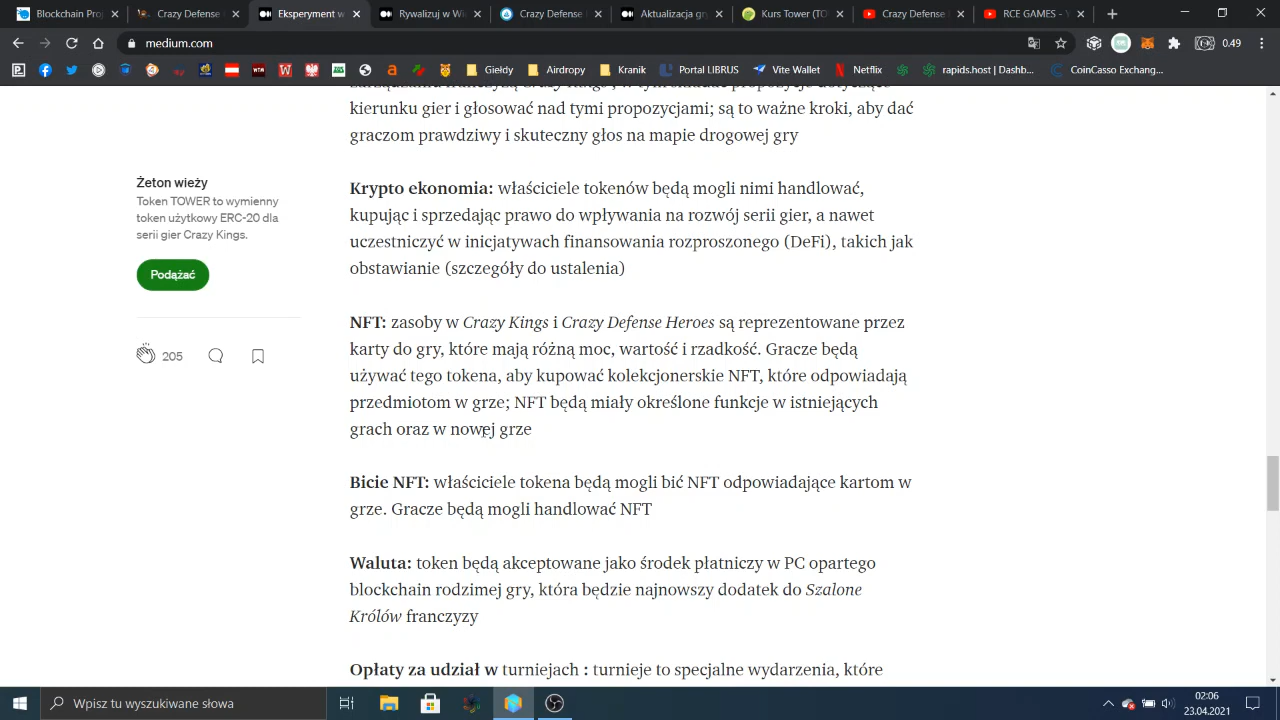 Blockchain Proj
Crazy Defense
Eksperyment w
Rywalizuj w Wi
Crazy Defense
Aktualizacja gr
Kurs Tower (TO
Crazy Defense
RCE GAMES - Y
medium.com
0.49
Giełdy
Airdropy
Kranik
Portal LIBRUS
Vite Wallet
Netflix
rapids.host | Dashb...
CoinCasso Exchang...
kierunku gier i głosować nad tymi propozycjami; są to ważne kroki, aby dać
graczom prawdziwy i skuteczny głos na mapie drogowej gry
Żeton wieży
Token TOWER to wymienny
token użytkowy ERC-20 dla
serii gier Crazy Kings.
Podążać
205
Krypto ekonomia: właściciele tokenów będą mogli nimi handlować,
kupując i sprzedając prawo do wpływania na rozwój serii gier, a nawet
uczestniczyć w inicjatywach finansowania rozproszonego (DeFi), takich jak
obstawianie (szczegóły do ustalenia)
NFT: zasoby w Crazy Kings i Crazy Defense Heroes są reprezentowane przez
karty do gry, które mają różną moc, wartość i rzadkość. Gracze będą
używać tego tokena, aby kupować kolekcjonerskie NFT, które odpowiadają
przedmiotom w grze; NFT będą miały określone funkcje w istniejących
grach oraz w nowej grze
Bicie NFT: właściciele tokena będą mogli bić NFT odpowiadające kartom w
grze. Gracze będą mogli handlować NFT
Waluta: token będą akceptowane jako środek płatniczy w PC opartego
blockchain rodzimej gry, która będzie najnowszy dodatek do Szalone
Królów franczyzy
Opłaty za udział w turniejach : turnieje to specjalne wydarzenia, które
Wpisz tu wyszukiwane słowa
02:06
23.04.2021